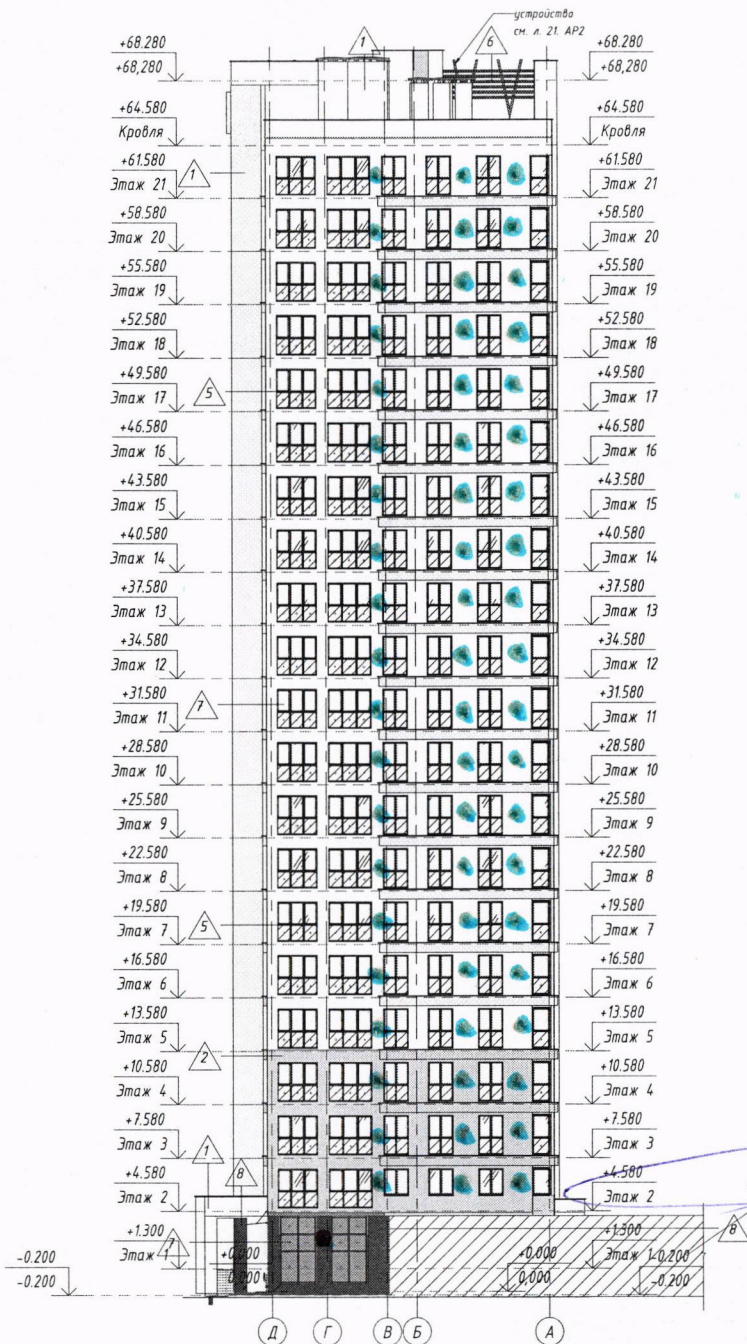 устройства
см. л. 21. АР2
+68.280
+68,280
1
6
+68.280
+68,280
+64.580
Кровля
+64.580
Кровля
+61.580
Этаж 21
1
+61.580
Этаж 21
+58.580
Этаж 20
+58.580
Этаж 20
+55.580
Этаж 19
+55.580
Этаж 19
+52.580
Этаж 18
+52.580
Этаж 18
+49.580
Этаж 17
5
+49.580
Этаж 17
+46.580
Этаж 16
+46.580
Этаж 16
+43.580
Этаж 15
+43.580
Этаж 15
+40.580
Этаж 14
+40.580
Этаж 14
+37.580
Этаж 13
+37.580
Этаж 13
+34.580
Этаж 12
+34.580
Этаж 12
+31.580
Этаж 11
7
+31.580
Этаж 11
+28.580
Этаж 10
+28.580
Этаж 10
+25.580
Этаж 9
+25.580
Этаж 9
+22.580
Этаж 8
+22.580
Этаж 8
+19.580
Этаж 7
5
+19.580
Этаж 7
+16.580
Этаж 6
+16.580
Этаж 6
+13.580
Этаж 5
2
+13.580
Этаж 5
+10.580
Этаж 4
+10.580
Этаж 4
+7.580
Этаж 3
1
+7.580
Этаж 3
+4.580
Этаж 2
8
+4.580
Этаж 2
+1.300
Этаж 1
7
+1.300
Этаж 1
8
-0.200
-0.200
+0.000
0,000
+0.000
0,000
-0.200
-0.200
Д Г В Б А